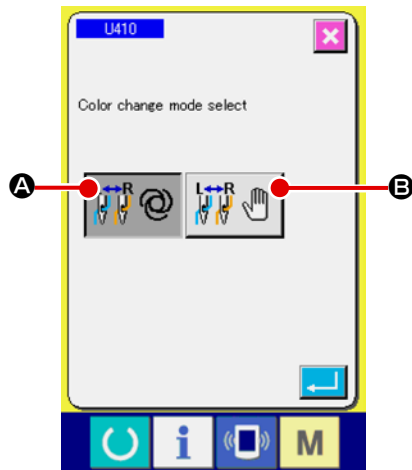 U410
Color change mode select
A
L↔R
L↔R
B
M